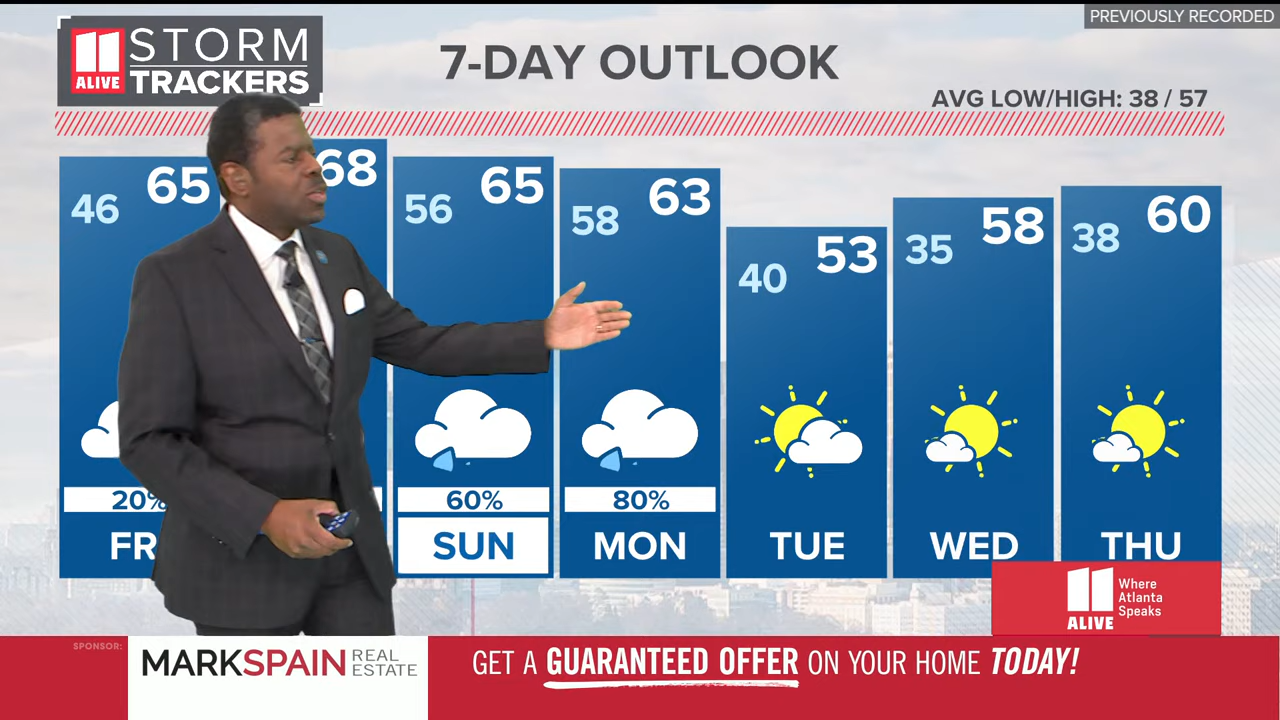 PREVIOUSLY RECORDED
11 ALIVE
STORM
TRACKERS
7-DAY OUTLOOK
AVG LOW/HIGH: 38 / 57
46 65
68
56 65
58 63
40 53
35 58
38 60
20%
60%
80%
FR
SUN
MON
TUE
WED
THU
11 ALIVE
Where
Atlanta
Speaks
SPONSOR:
MARKSPAIN REAL ESTATE
GET A GUARANTEED OFFER ON YOUR HOME TODAY!